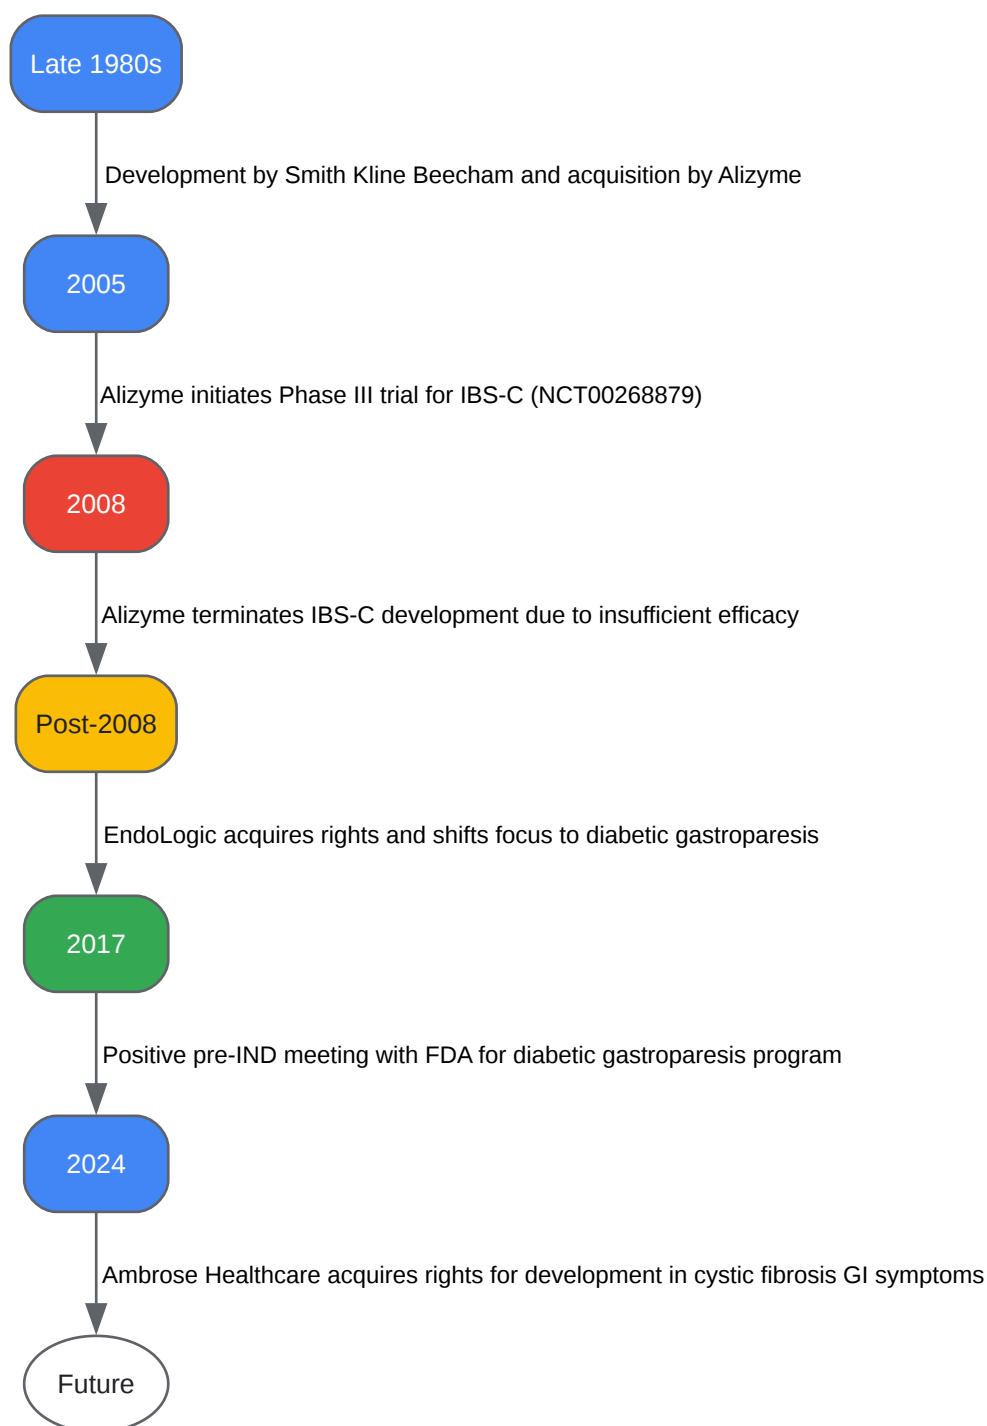 Late 1980s
Development by Smith Kline Beecham and acquisition by Alizyme
2005
Alizyme initiates Phase III trial for IBS-C (NCT00268879)
2008
Alizyme terminates IBS-C development due to insufficient efficacy
Post-2008
EndoLogic acquires rights and shifts focus to diabetic gastroparesis
2017
Positive pre-IND meeting with FDA for diabetic gastroparesis program
2024
Ambrose Healthcare acquires rights for development in cystic fibrosis GI symptoms
Future